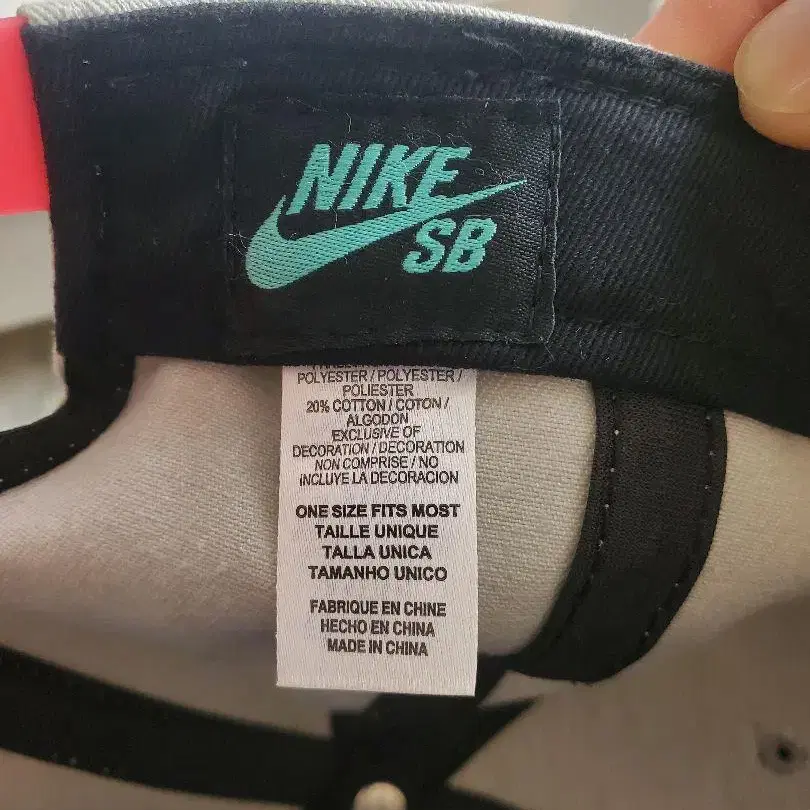 NIKE
SB
POLYESTER / POLYESTER /
POLIESTER
20% COTTON / COTON /
ALGODON
EXCLUSIVE OF
DECORATION / DECORATION
NON COMPRISE / NO
INCLUYE LA DECORACION
ONE SIZE FITS MOST
TAILLE UNIQUE
TALLA UNICA
TAMANHO UNICO
FABRIQUE EN CHINE
HECHO EN CHINA
MADE IN CHINA